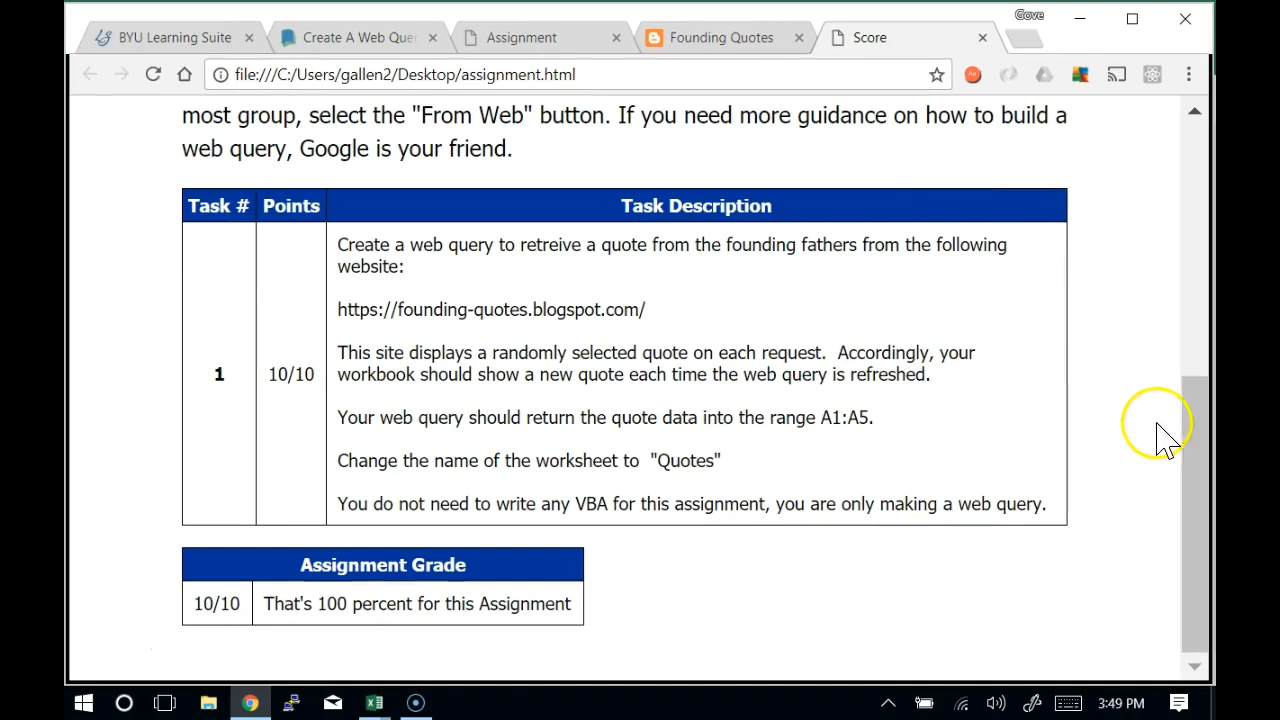 Gove
BYU Learning Suite
Create A Web Que
Assignment
Founding Quotes
Score
file:///C:/Users/gallen2/Desktop/assignment.html
most group, select the "From Web" button. If you need more guidance on how to build a
web query, Google is your friend.
Task # Points Task Description
Create a web query to retreive a quote from the founding fathers from the following
website:
https://founding-quotes.blogspot.com/
This site displays a randomly selected quote on each request.  Accordingly, your
1 10/10 workbook should show a new quote each time the web query is refreshed.
Your web query should return the quote data into the range A1:A5.
Change the name of the worksheet to  "Quotes"
You do not need to write any VBA for this assignment, you are only making a web query.
Assignment Grade
10/10 That's 100 percent for this Assignment
3:49 PM